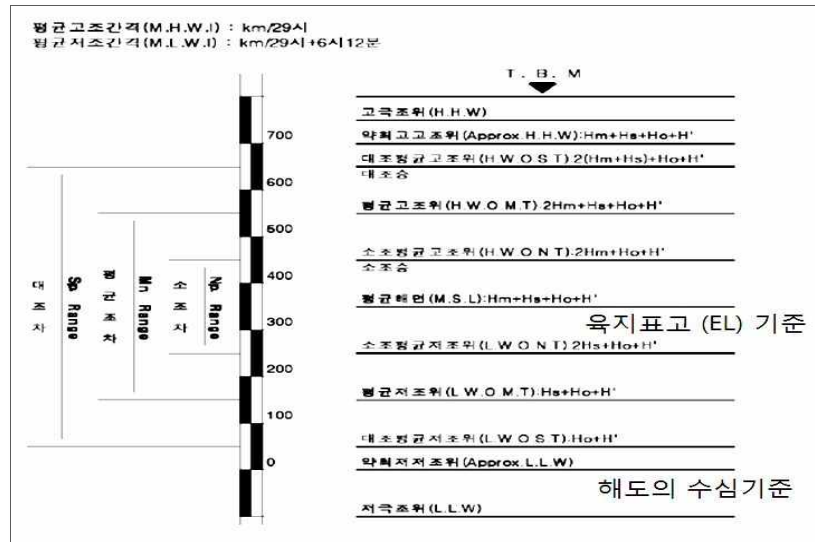 평균고조간격(M.H.W.I) : km/29시
평균저조간격(M.L.W.I) : km/29시+6시12분
T. B. M
고극조위(H.H.W)
700
약최고고조위(Approx.H.H.W):Hm+Hs+Ho+H'
대조평균고조위(H.W.O.S.T):2(Hm+Hs)+Ho+H'
대조승
600
평균고조위(H.W.O.M.T):2Hm+Hs+Ho+H'
500
소조평균고조위(H.W.O.N.T):2Hm+Ho+H'
소조승
400
평균해면(M.S.L):Hm+Hs+Ho+H'
300
육지표고 (EL) 기준
소조평균저조위(L.W.O.N.T):2Hs+Ho+H'
200
평균저조위(L.W.O.M.T):Hs+Ho+H'
100
대조평균저조위(L.W.O.S.T):Ho+H'
0
약최저저조위(Approx.L.L.W)
해도의 수심기준
저극조위(L.L.W)
대조차
Sp. Range
평균조차
Mn Range
소조차
Np. Range